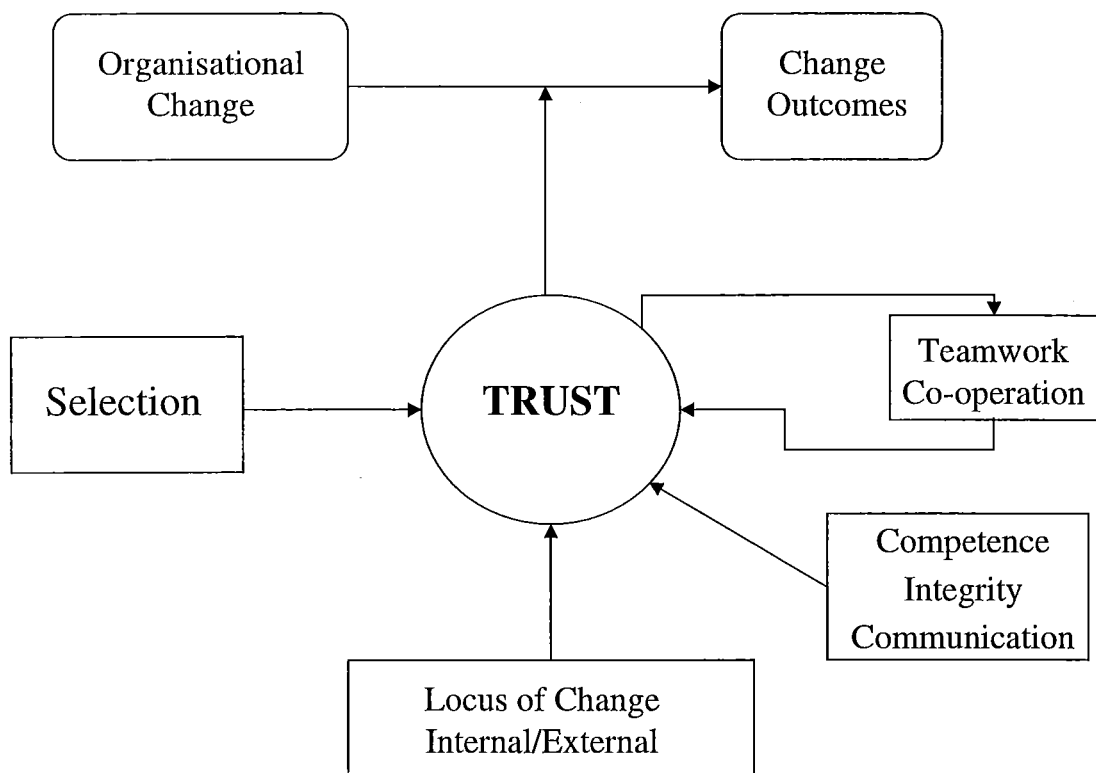 Organisational
Change
Change
Outcomes
Selection
TRUST
Teamwork
Co-operation
Competence
Integrity
Communication
Locus of Change
Internal/External